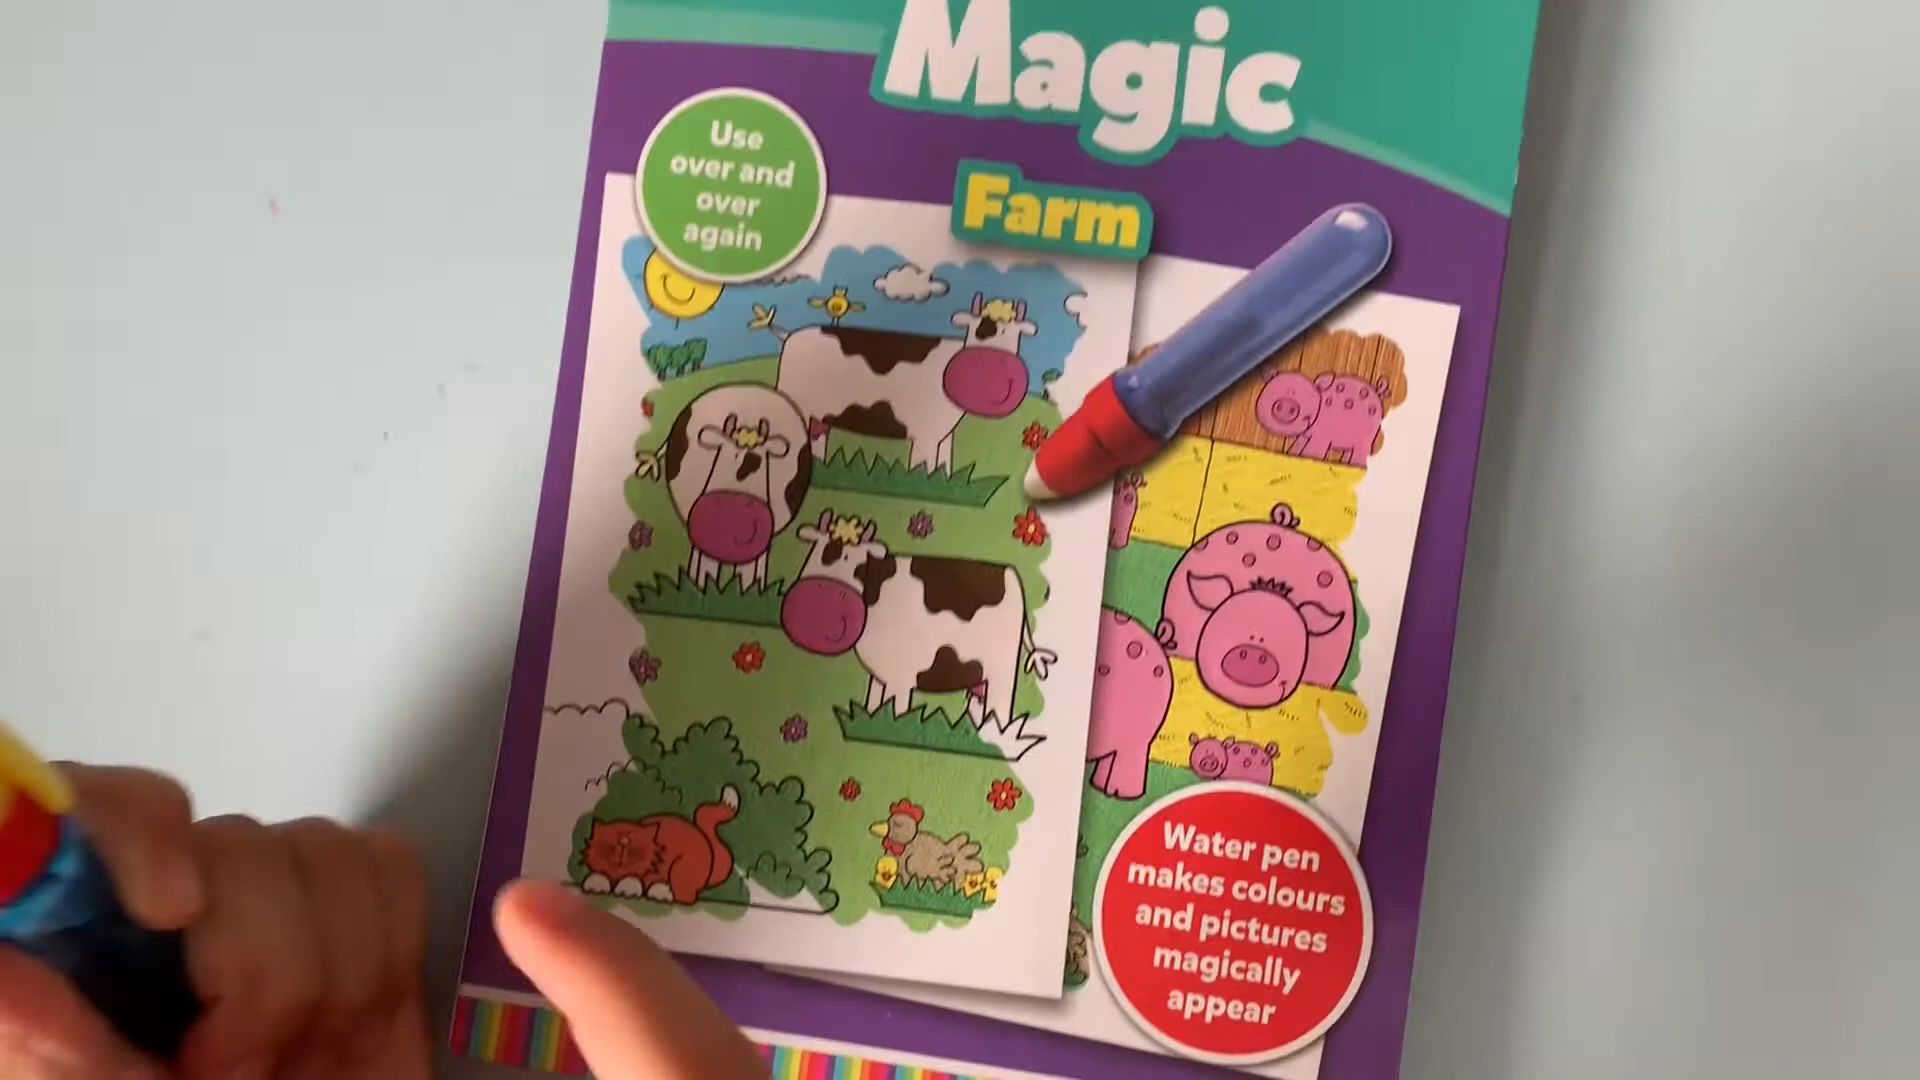 Magic
Use
over and
over
again
Farm
Water pen
makes colours
and pictures
magically
appear